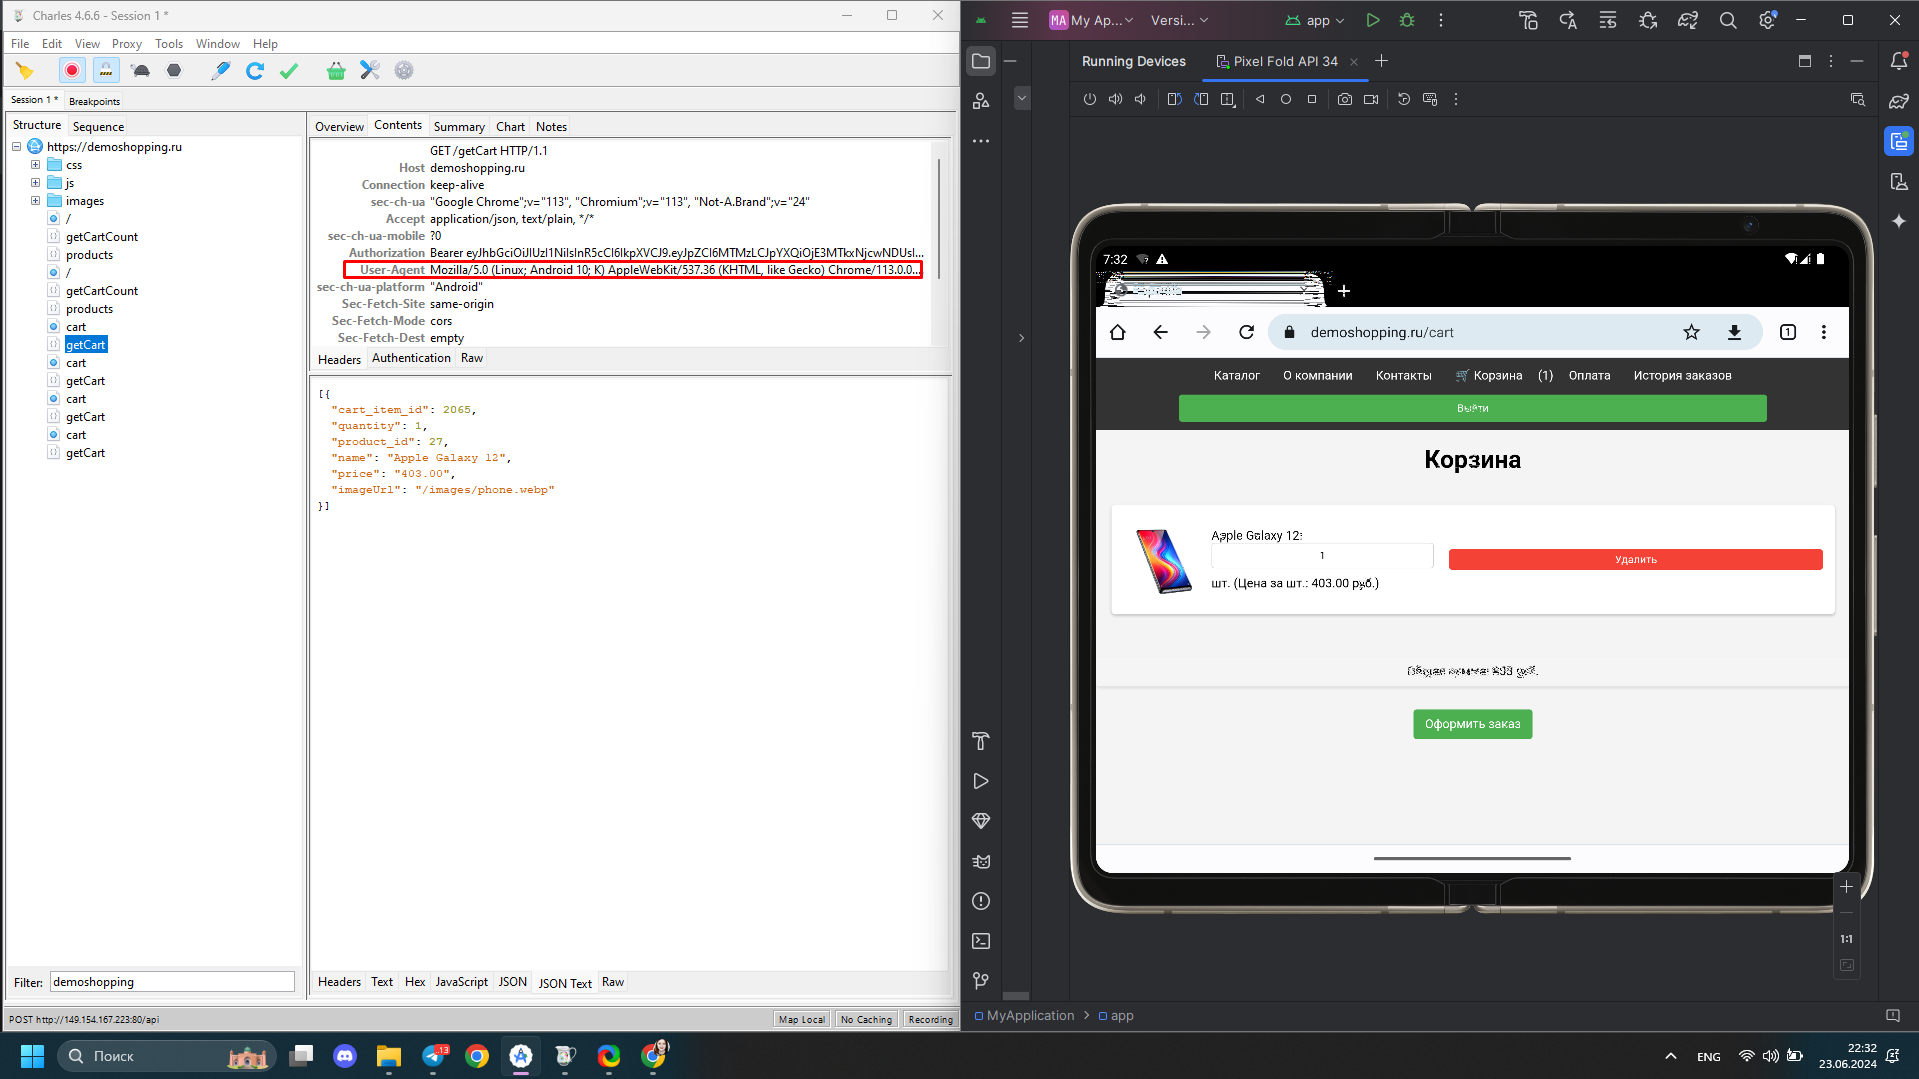 Charles 4.6.6 - Session 1 *
File Edit View Proxy Tools Window Help
Session 1 * Breakpoints
Structure Sequence
https://demoshopping.ru
css
js
images
/
getCartCount
products
/
getCartCount
products
cart
getCart
cart
getCart
cart
getCart
cart
getCart
Filter: demoshopping
Overview Contents Summary Chart Notes
GET /getCart HTTP/1.1
Host demoshopping.ru
Connection keep-alive
sec-ch-ua "Google Chrome";v="113", "Chromium";v="113", "Not-A.Brand";v="24"
Accept application/json, text/plain, */*
sec-ch-ua-mobile ?0
Authorization Bearer
User-Agent Mozilla/5.0 (Linux; Android 10; K) AppleWebKit/537.36 (KHTML, like Gecko) Chrome/113.0.0...
sec-ch-ua-platform "Android"
Sec-Fetch-Site same-origin
Sec-Fetch-Mode cors
Sec-Fetch-Dest empty
Headers Authentication Raw
[{
"cart_item_id": 2065,
"quantity": 1,
"product_id": 27,
"name": "Apple Galaxy 12",
"price": "403.00",
"imageUrl": "/images/phone.webp"
}]
Headers Text Hex JavaScript JSON JSON Text Raw
POST http://149.154.167.223:80/api
Map Local No Caching Recording
MA My Ap... Versi... app
Running Devices Pixel Fold API 34
7:32
demoshopping.ru/cart 1
Каталог О компании Контакты Корзина (1) Оплата История заказов
Выйти
Корзина
Apple Galaxy 12:
1
Удалить
шт. (Цена за шт.: 403.00 руб.)
Оформить заказ
1:1
MyApplication > app
Поиск
13
ENG
22:32
23.06.2024